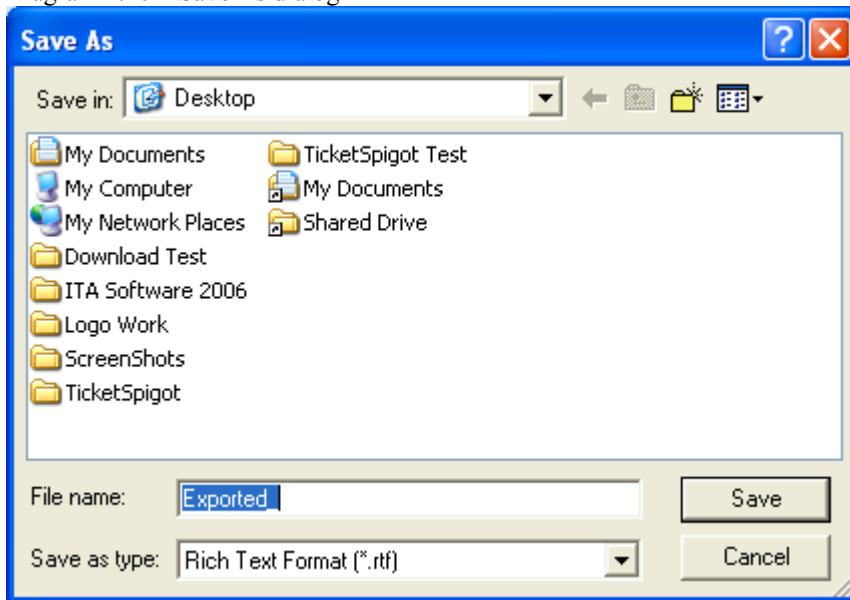 Save As
Save in: Desktop
My Documents TicketSpigot Test
My Computer My Documents
My Network Places Shared Drive
Download Test
ITA Software 2006
Logo Work
ScreenShots
TicketSpigot
File name: Exported_ Save
Save as type: Rich Text Format (*.rtf) Cancel